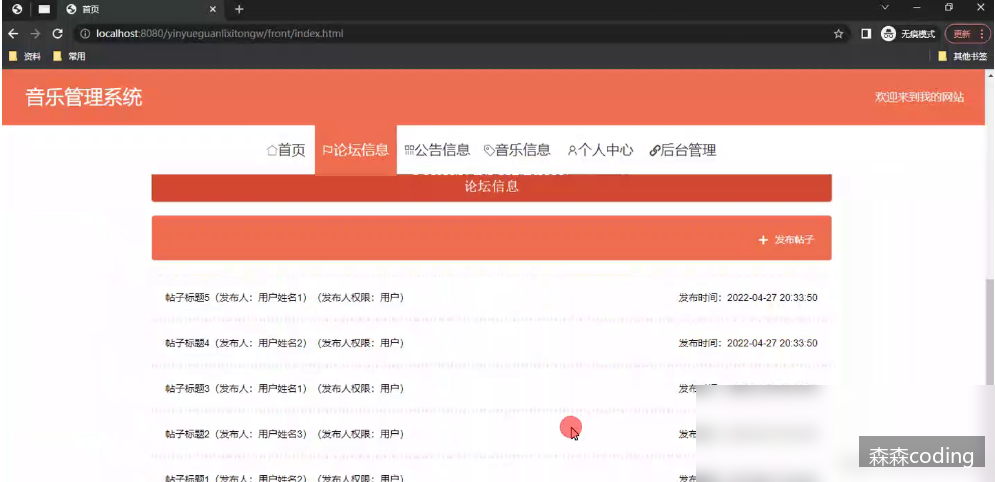 首页
localhost:8080/yinyueguanlixitongw/front/index.html
无痕模式
更新
资料
常用
其他书签
音乐管理系统
欢迎来到我的网站
首页 论坛信息 公告信息 音乐信息 个人中心 后台管理
论坛信息
发布帖子
帖子标题5（发布人：用户姓名1）（发布人权限：用户） 发布时间：2022-04-27 20:33:50
帖子标题4（发布人：用户姓名2）（发布人权限：用户） 发布时间：2022-04-27 20:33:50
帖子标题3（发布人：用户姓名1）（发布人权限：用户） 发布
帖子标题2（发布人：用户姓名3）（发布人权限：用户） 发布
帖子标题1（发布人：用户姓名2）（发布人权限：用户） 发布
森森coding